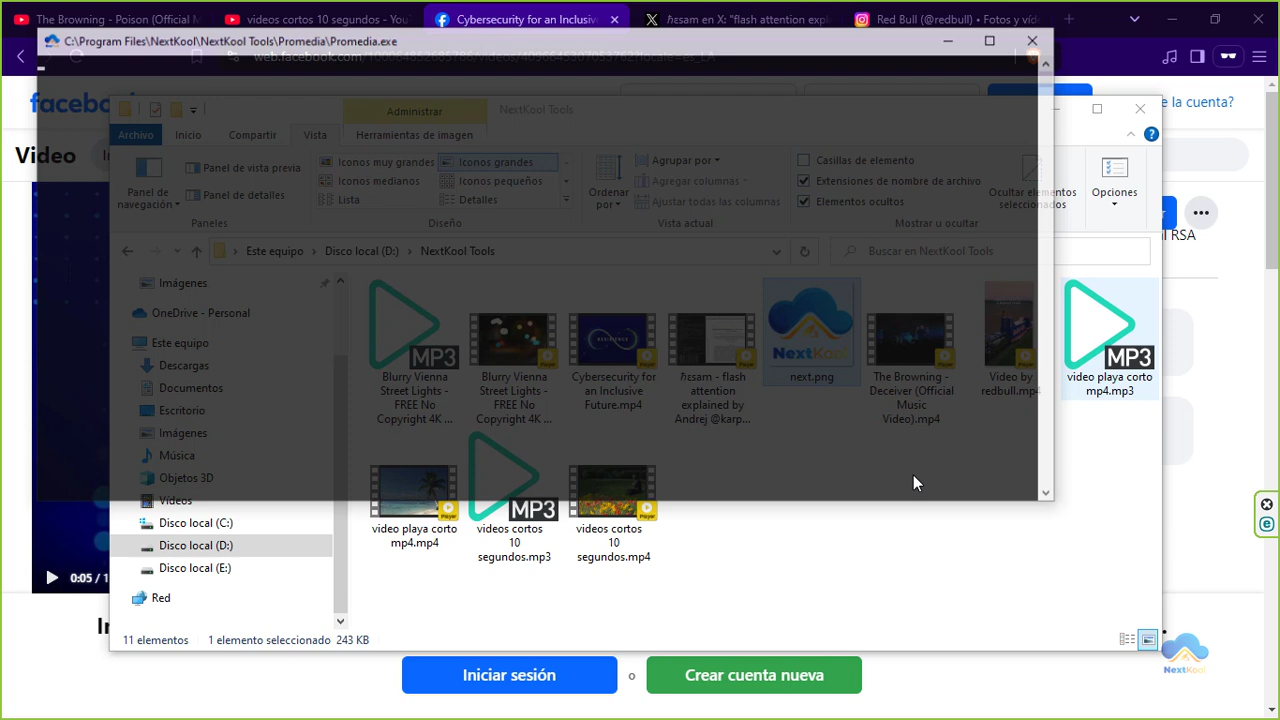 The Browning - Poison (Official M
videos cortos 10 segundos - You
Cybersecurity for an Inclusiv
ℏεsam en X: "flash attention expl
Red Bull (@redbull) • Fotos y víde
C:\Program Files\NextKool\NextKool Tools\Promedia\Promedia.exe
facebo
e la cuenta?
Administrar
NextKool Tools
Archivo
Inicio
Compartir
Vista
Herramientas de imagen
Video
Panel de navegación
Panel de vista previa
Panel de detalles
Paneles
Iconos muy grandes
Iconos grandes
Iconos medianos
Iconos pequeños
Lista
Detalles
Diseño
Ordenar por
Agrupar por
Agregar columnas
Ajustar todas las columnas
Vista actual
Casillas de elemento
Extensiones de nombre de archivo
Elementos ocultos
Ocultar elementos seleccionados
Mostrar u ocultar
Opciones
l RSA
Este equipo
Disco local (D:)
NextKool Tools
Buscar en NextKool Tools
Imágenes
OneDrive - Personal
Este equipo
Descargas
Documentos
Escritorio
Imágenes
Música
Objetos 3D
Vídeos
Disco local (C:)
Disco local (D:)
Disco local (E:)
Red
MP3
Blurry Vienna
Street Lights -
FREE No
Copyright 4K ...
Blurry Vienna
Street Lights -
FREE No
Copyright 4K ...
Cybersecurity for
an Inclusive
Future.mp4
ℏεsam - flash
attention
explained by
Andrej @karp...
NextKool
next.png
The Browning -
Deceiver (Official
Music
Video).mp4
Video by
redbull.mp4
MP3
video playa corto
mp4.mp3
video playa corto
mp4.mp4
MP3
videos cortos
10
segundos.mp3
videos cortos
10
segundos.mp4
0:05 / 1
11 elementos
1 elemento seleccionado 243 KB
NextKool
Iniciar sesión
o
Crear cuenta nueva